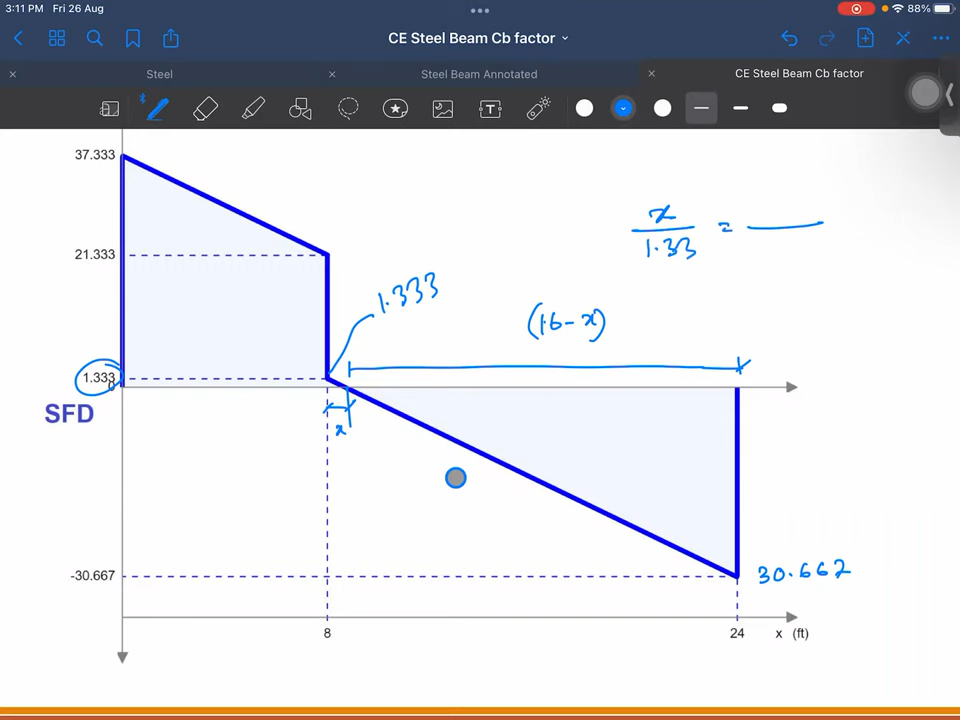 3:11 PM Fri 26 Aug
88%
CE Steel Beam Cb factor
Steel
Steel Beam Annotated
CE Steel Beam Cb factor
37.333
21.333
1.333
0
SFD
-30.667
8
24
x (ft)
1.333
(16-x)
x
x
1.33
=
30.667